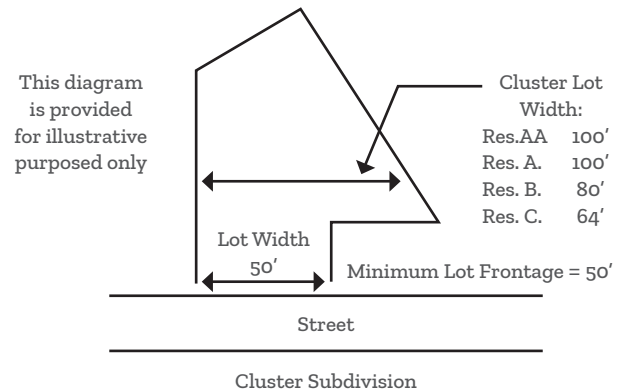 This diagram
is provided
for illustrative
purposed only
Cluster Lot
Width:
Res.AA 100'
Res. A. 100'
Res. B. 80'
Res. C. 64'
Lot Width
50'
Minimum Lot Frontage = 50'
Street
Cluster Subdivision